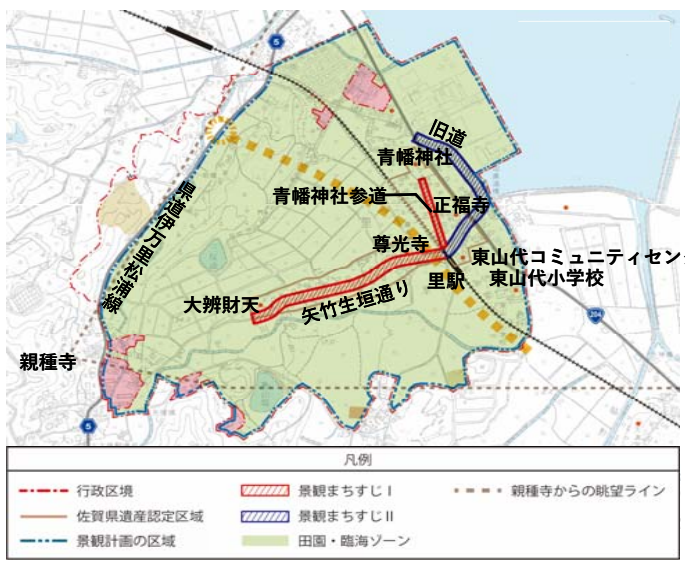 5
旧道
青幡神社
青幡神社参道
正福寺
県道伊万里松浦線
尊光寺
東山代コミュニティセン
里駅
東山代小学校
大辨財天
矢竹生垣通り
204
親種寺
5
凡例
行政区境
景観まちすじⅠ
親種寺からの眺望ライン
佐賀県遺産認定区域
景観まちすじⅡ
景観計画の区域
田園・臨海ゾーン